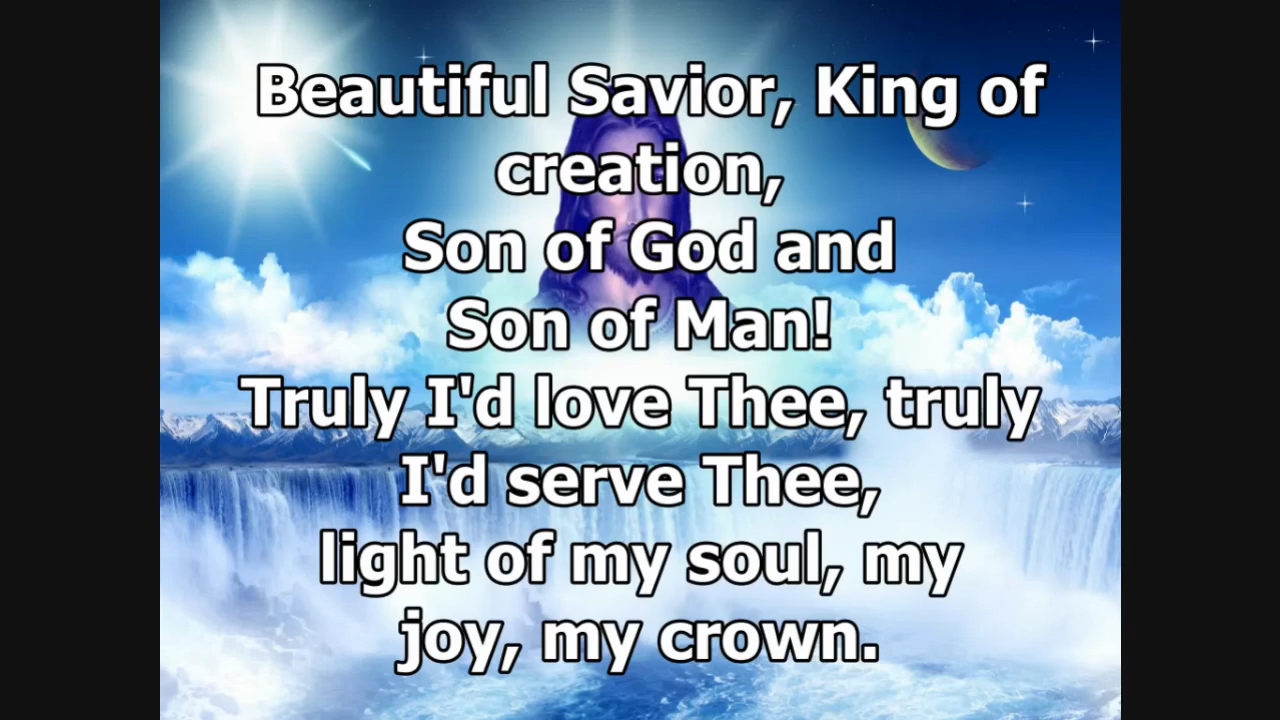 Beautiful Savior, King of
creation,
Son of God and
Son of Man!
Truly I'd love Thee, truly
I'd serve Thee,
light of my soul, my
joy, my crown.